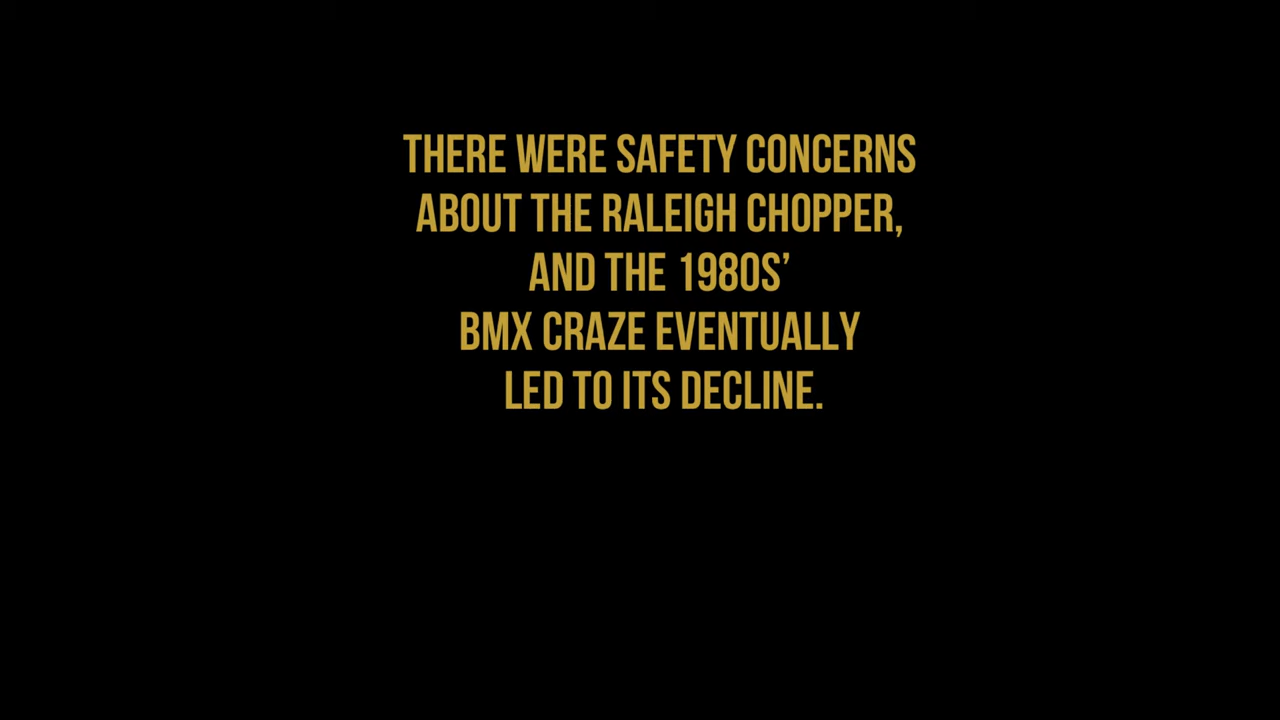 THERE WERE SAFETY CONCERNS
ABOUT THE RALEIGH CHOPPER,
AND THE 1980S’
BMX CRAZE EVENTUALLY
LED TO ITS DECLINE.